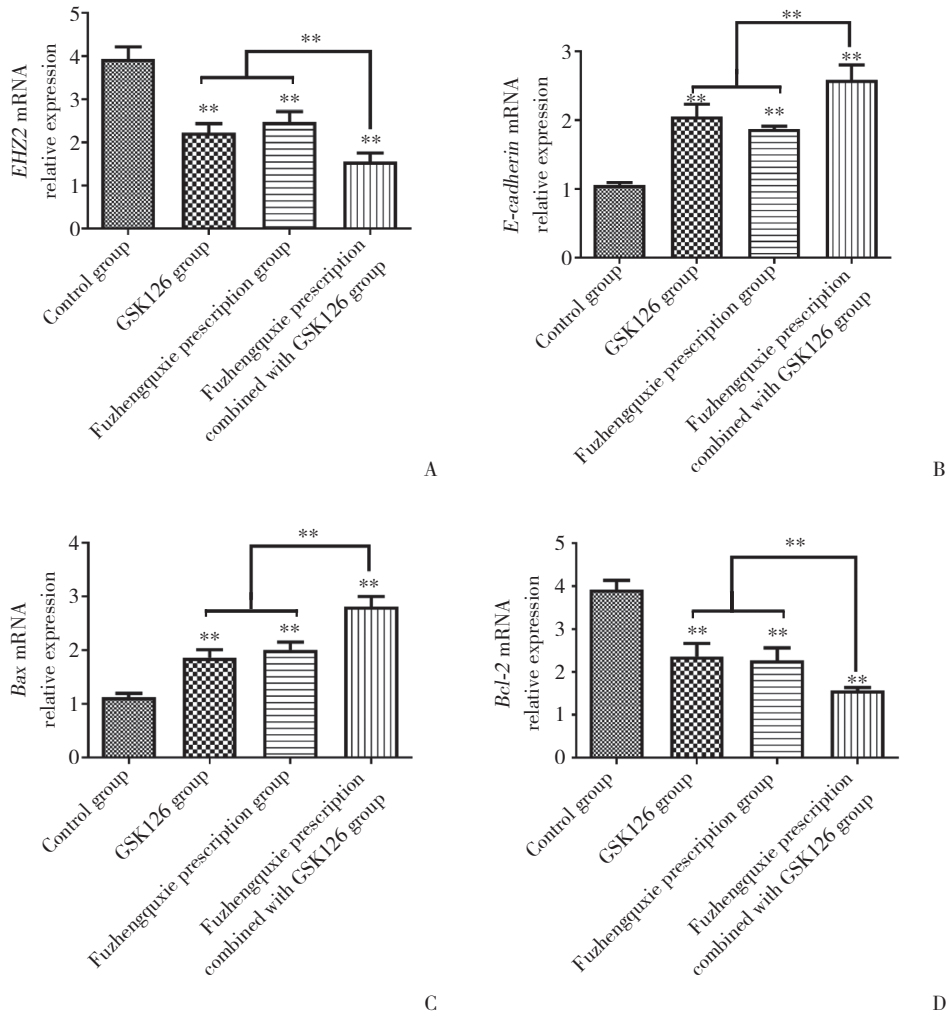 EHZ2 mRNA
relative expression
5
4
3
2
1
0
**
**
**
**
Control group
GSK126 group
Fuzhengquxie prescription group
Fuzhengquxie prescription
combined with GSK126 group
A
E-cadherin mRNA
relative expression
3
2
1
0
**
**
**
**
Control group
GSK126 group
Fuzhengquxie prescription group
Fuzhengquxie prescription
combined with GSK126 group
B
Bax mRNA
relative expression
4
3
2
1
0
**
**
**
**
Control group
GSK126 group
Fuzhengquxie prescription group
Fuzhengquxie prescription
combined with GSK126 group
C
Bcl-2 mRNA
relative expression
5
4
3
2
1
0
**
**
**
**
Control group
GSK126 group
Fuzhengquxie prescription group
Fuzhengquxie prescription
combined with GSK126 group
D